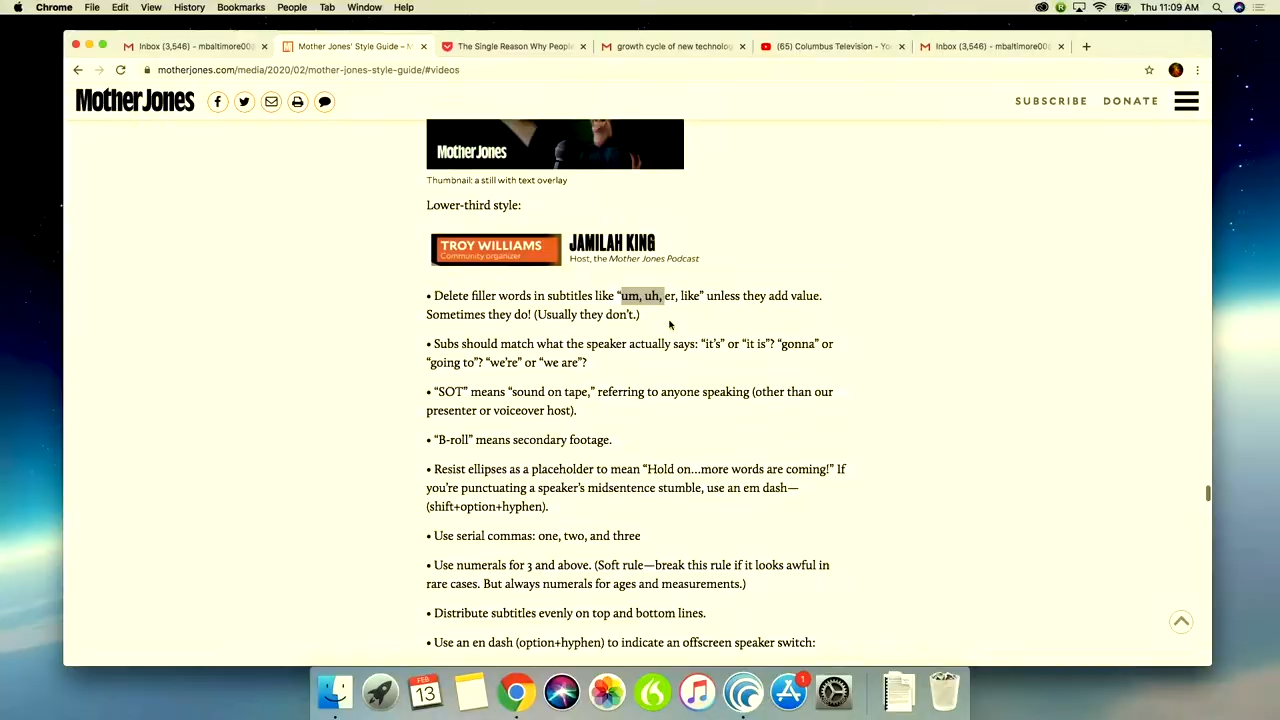 Chrome File Edit View History Bookmarks People Tab Window Help Thu 11:09 AM
Inbox (3,546) - mbaltimore00@ Mother Jones' Style Guide – M The Single Reason Why People growth cycle of new technolog (65) Columbus Television - Yo Inbox (3,546) - mbaltimore00@
motherjones.com/media/2020/02/mother-jones-style-guide/#videos
Mother Jones SUBSCRIBE DONATE
Mother Jones
Thumbnail: a still with text overlay
Lower-third style:
TROY WILLIAMS JAMILAH KING
Community organizer Host, the Mother Jones Podcast
• Delete filler words in subtitles like “um, uh, er, like” unless they add value.
Sometimes they do! (Usually they don’t.)
• Subs should match what the speaker actually says: “it’s” or “it is”? “gonna” or
“going to”? “we’re” or “we are”?
• “SOT” means “sound on tape,” referring to anyone speaking (other than our
presenter or voiceover host).
• “B-roll” means secondary footage.
• Resist ellipses as a placeholder to mean “Hold on…more words are coming!” If
you’re punctuating a speaker’s midsentence stumble, use an em dash—
(shift+option+hyphen).
• Use serial commas: one, two, and three
• Use numerals for 3 and above. (Soft rule—break this rule if it looks awful in
rare cases. But always numerals for ages and measurements.)
• Distribute subtitles evenly on top and bottom lines.
• Use an en dash (option+hyphen) to indicate an offscreen speaker switch:
FEB
13
1